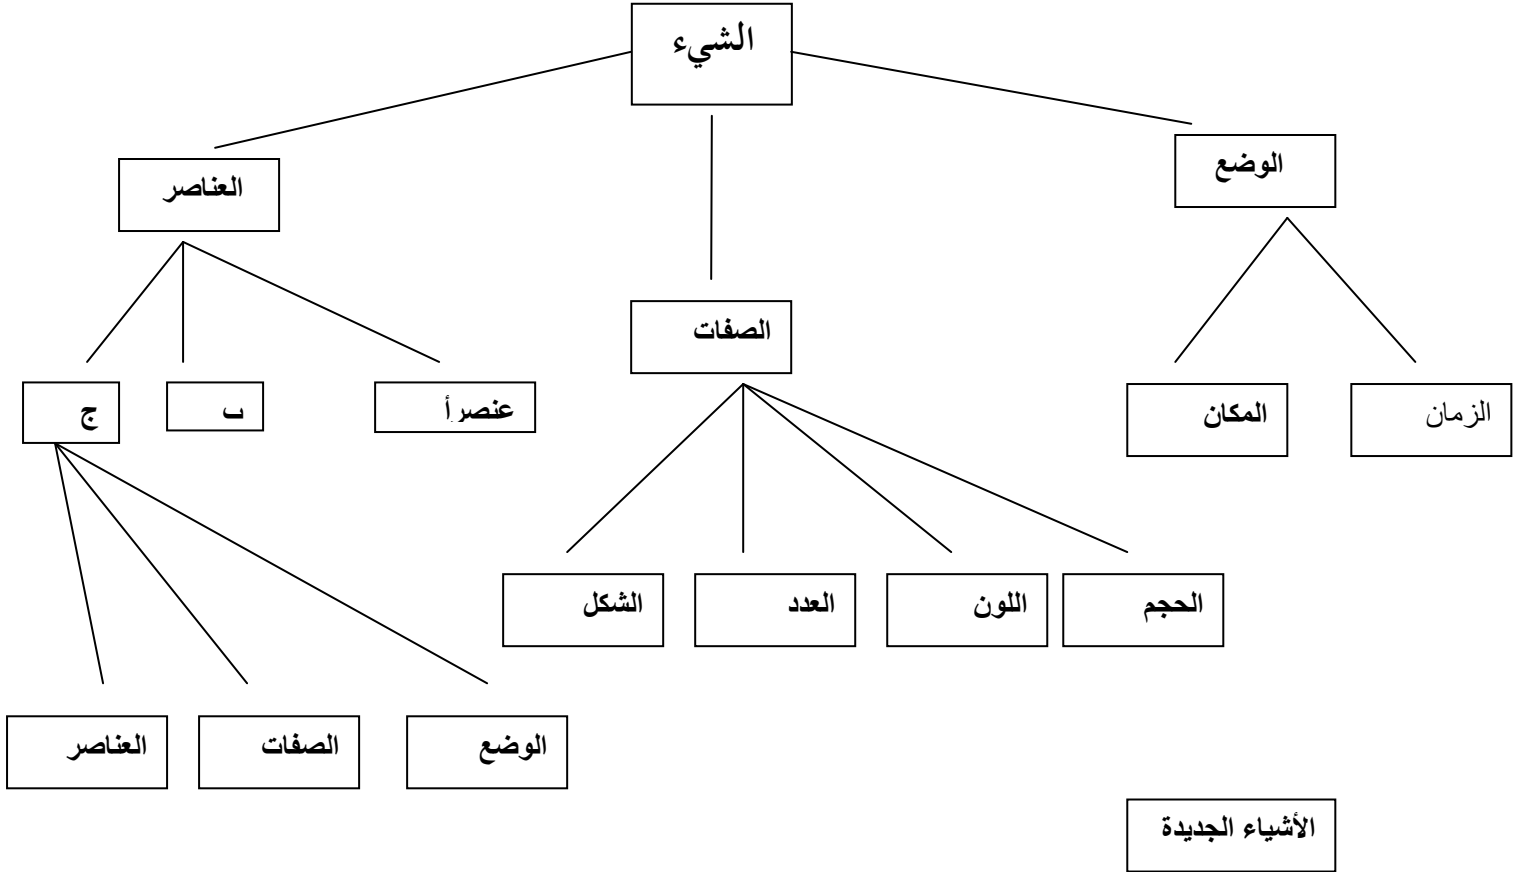 الشيء
الوضع
العناصر
الصفات
الزمان
المكان
عنصر أ
ب
ج
الحجم
اللون
العدد
الشكل
الوضع
الصفات
العناصر
الأشياء الجديدة